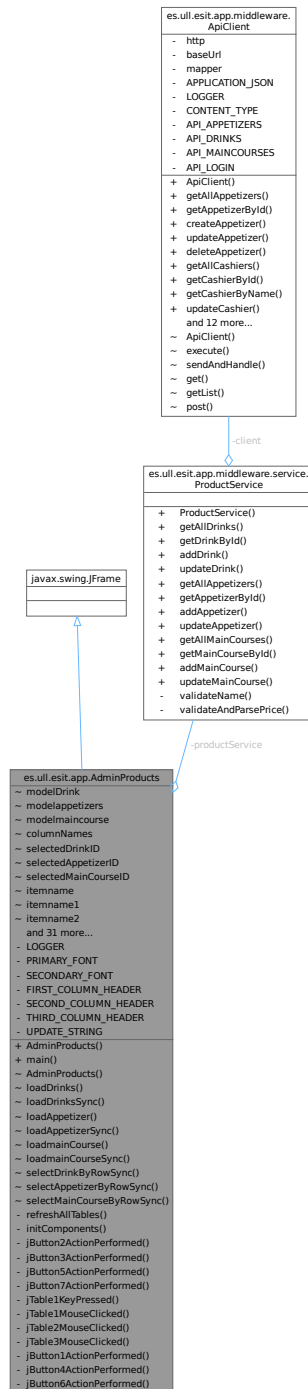 es.ull.esit.app.middleware.
ApiClient
- http
- baseUrl
- mapper
- APPLICATION_JSON
- LOGGER
- CONTENT_TYPE
- API_APPETIZERS
- API_DRINKS
- API_MAINCOURSES
- API_LOGIN
+ ApiClient()
+ getAllAppetizers()
+ getAppetizerById()
+ createAppetizer()
+ updateAppetizer()
+ deleteAppetizer()
+ getAllCashiers()
+ getCashierById()
+ getCashierByName()
+ updateCashier()
and 12 more...
~ ApiClient()
~ execute()
~ sendAndHandle()
~ get()
~ getList()
~ post()
-client
es.ull.esit.app.middleware.service.
ProductService
+ ProductService()
+ getAllDrinks()
+ getDrinkById()
+ addDrink()
+ updateDrink()
+ getAllAppetizers()
+ getAppetizerById()
+ addAppetizer()
+ updateAppetizer()
+ getAllMainCourses()
+ getMainCourseById()
+ addMainCourse()
+ updateMainCourse()
- validateName()
- validateAndParsePrice()
javax.swing.JFrame
-productService
es.ull.esit.app.AdminProducts
~ modelDrink
~ modelappetizers
~ modelmaincourse
~ columnNames
~ selectedDrinkID
~ selectedAppetizerID
~ selectedMainCourseID
~ itemname
~ itemname1
~ itemname2
and 31 more...
- LOGGER
- PRIMARY_FONT
- SECONDARY_FONT
- FIRST_COLUMN_HEADER
- SECOND_COLUMN_HEADER
- THIRD_COLUMN_HEADER
- UPDATE_STRING
+ AdminProducts()
+ main()
~ AdminProducts()
~ loadDrinks()
~ loadDrinksSync()
~ loadAppetizer()
~ loadAppetizerSync()
~ loadmainCourse()
~ loadmainCourseSync()
~ selectDrinkByRowSync()
~ selectAppetizerByRowSync()
~ selectMainCourseByRowSync()
- refreshAllTables()
- initComponents()
- jButton2ActionPerformed()
- jButton3ActionPerformed()
- jButton5ActionPerformed()
- jButton7ActionPerformed()
- jTable1KeyPressed()
- jTable1MouseClicked()
- jTable2MouseClicked()
- jTable3MouseClicked()
- jButton1ActionPerformed()
- jButton4ActionPerformed()
- jButton6ActionPerformed()